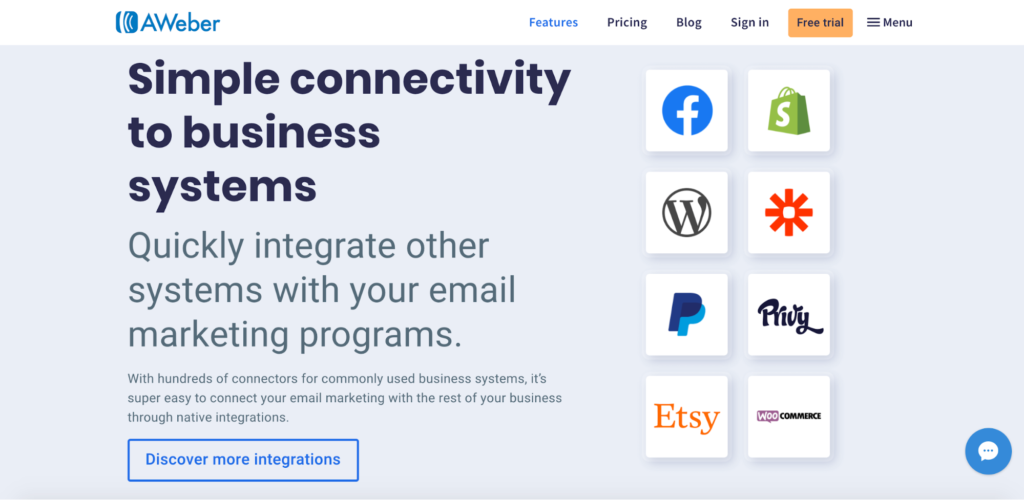 AWeber
Features
Pricing
Blog
Sign in
Free trial
Menu
Simple connectivity
to business
systems
Quickly integrate other
systems with your email
marketing programs.
With hundreds of connectors for commonly used business systems, it's
super easy to connect your email marketing with the rest of your business
through native integrations.
Discover more integrations
Privy
Etsy
WOO COMMERCE